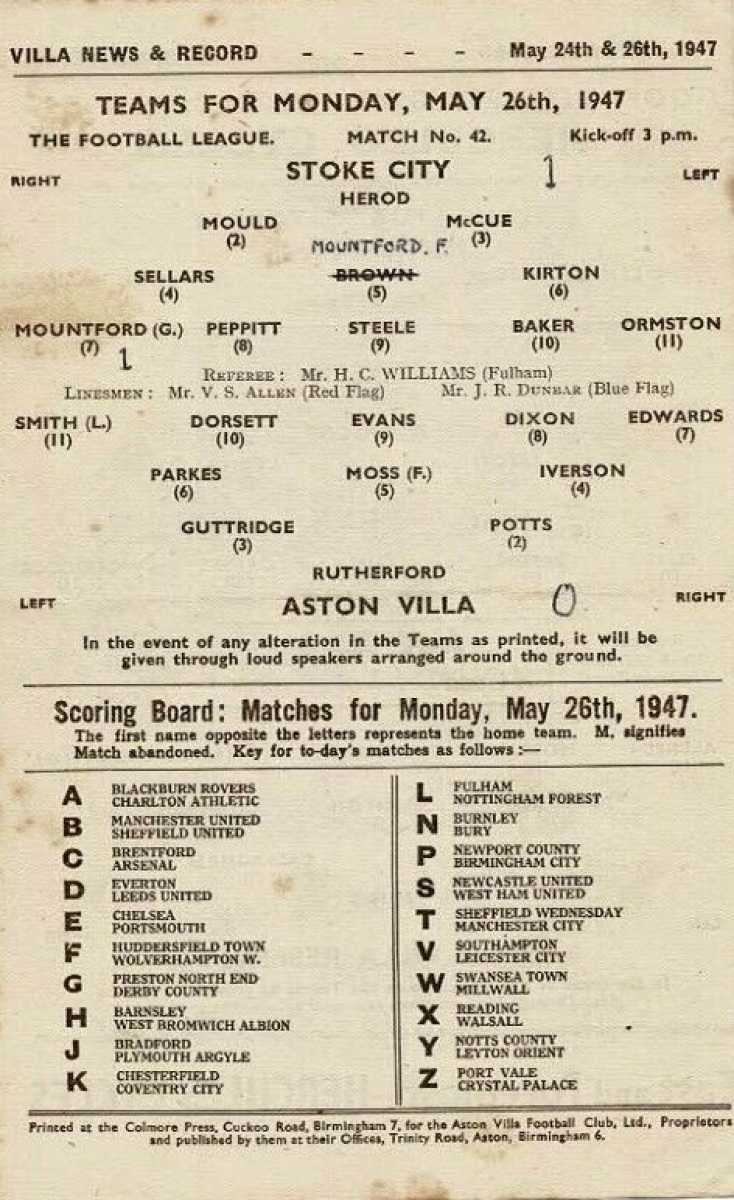 VILLA NEWS & RECORD - - - - May 24th & 26th, 1947
TEAMS FOR MONDAY, MAY 26th, 1947
THE FOOTBALL LEAGUE. MATCH No. 42. Kick-off 3 p.m.
RIGHT STOKE CITY 1 LEFT
HEROD
MOULD McCUE
(2) (3)
MOUNTFORD. F.
SELLARS BROWN KIRTON
(4) (5) (6)
MOUNTFORD (G.) PEPPITT STEELE BAKER ORMSTON
(7) 1 (8) (9) (10) (11)
REFEREE : Mr. H. C. WILLIAMS (Fulham)
LINESMEN : Mr. V. S. ALLEN (Red Flag) Mr. J. R. DUNBAR (Blue Flag)
SMITH (L.) DORSETT EVANS DIXON EDWARDS
(11) (10) (9) (8) (7)
PARKES MOSS (F.) IVERSON
(6) (5) (4)
GUTTRIDGE POTTS
(3) (2)
RUTHERFORD
LEFT ASTON VILLA 0 RIGHT
In the event of any alteration in the Teams as printed, it will be
given through loud speakers arranged around the ground.
Scoring Board: Matches for Monday, May 26th, 1947.
The first name opposite the letters represents the home team. M. signifies
Match abandoned. Key for to-day's matches as follows :—
A BLACKBURN ROVERS
CHARLTON ATHLETIC
B MANCHESTER UNITED
SHEFFIELD UNITED
C BRENTFORD
ARSENAL
D EVERTON
LEEDS UNITED
E CHELSEA
PORTSMOUTH
F HUDDERSFIELD TOWN
WOLVERHAMPTON W.
G PRESTON NORTH END
DERBY COUNTY
H BARNSLEY
WEST BROMWICH ALBION
J BRADFORD
PLYMOUTH ARGYLE
K CHESTERFIELD
COVENTRY CITY
L FULHAM
NOTTINGHAM FOREST
N BURNLEY
BURY
P NEWPORT COUNTY
BIRMINGHAM CITY
S NEWCASTLE UNITED
WEST HAM UNITED
T SHEFFIELD WEDNESDAY
MANCHESTER CITY
V SOUTHAMPTON
LEICESTER CITY
W SWANSEA TOWN
MILLWALL
X READING
WALSALL
Y NOTTS COUNTY
LEYTON ORIENT
Z PORT VALE
CRYSTAL PALACE
Printed at the Colmore Press, Cuckoo Road, Birmingham 7, for the Aston Villa Football Club, Ltd., Proprietors
and published by them at their Offices, Trinity Road, Aston, Birmingham 6.